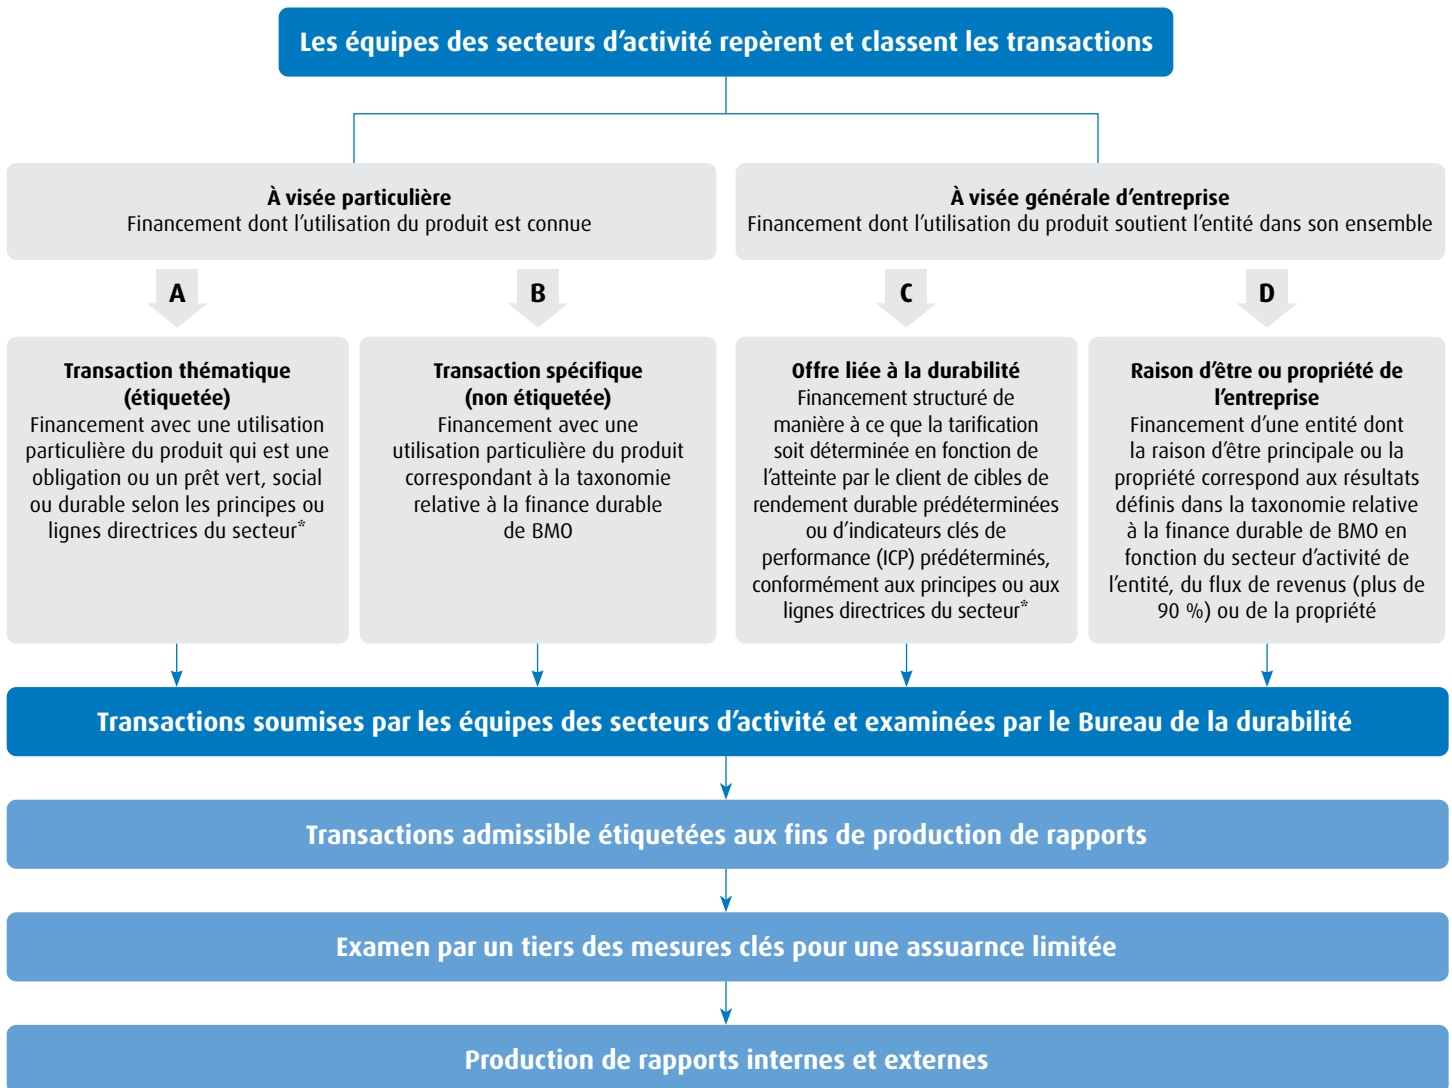 Les équipes des secteurs d’activité repèrent et classent les transactions
À visée particulière
Financement dont l’utilisation du produit est connue
À visée générale d’entreprise
Financement dont l’utilisation du produit soutient l’entité dans son ensemble
A
Transaction thématique
(étiquetée)
Financement avec une utilisation
particulière du produit qui est une
obligation ou un prêt vert, social
ou durable selon les principes ou
lignes directrices du secteur*
B
Transaction spécifique
(non étiquetée)
Financement avec une
utilisation particulière du produit
correspondant à la taxonomie
relative à la finance durable
de BMO
C
Offre liée à la durabilité
Financement structuré de
manière à ce que la tarification
soit déterminée en fonction de
l’atteinte par le client de cibles de
rendement durable prédéterminées
ou d’indicateurs clés de
performance (ICP) prédéterminés,
conformément aux principes ou aux
lignes directrices du secteur*
D
Raison d’être ou propriété de
l’entreprise
Financement d’une entité dont
la raison d’être principale ou la
propriété correspond aux résultats
définis dans la taxonomie relative
à la finance durable de BMO en
fonction du secteur d’activité de
l’entité, du flux de revenus (plus de
90 %) ou de la propriété
Transactions soumises par les équipes des secteurs d’activité et examinées par le Bureau de la durabilité
Transactions admissible étiquetées aux fins de production de rapports
Examen par un tiers des mesures clés pour une assuarnce limitée
Production de rapports internes et externes